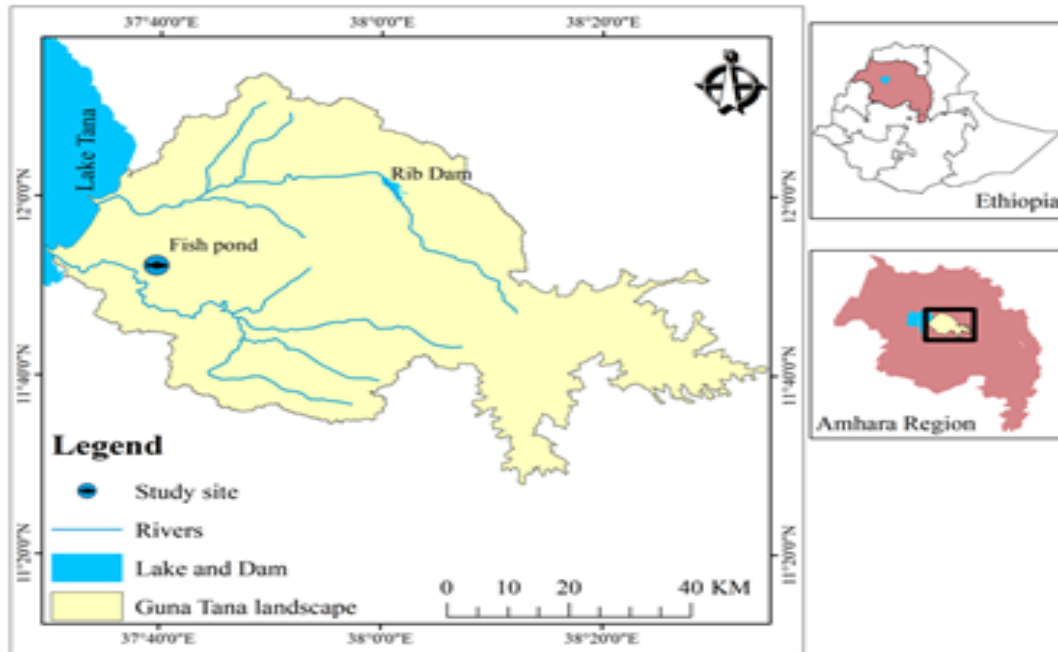 37°40'0"E 38°0'0"E 38°20'0"E
Lake Tana
Rib Dam
Fish pond
12°0'0"N
12°0'0"N
11°40'0"N
11°40'0"N
11°20'0"N
11°20'0"N
Legend
Study site
Rivers
Lake and Dam
Guna Tana landscape
0 10 20 40 KM
37°40'0"E 38°0'0"E 38°20'0"E
Ethiopia
Amhara Region